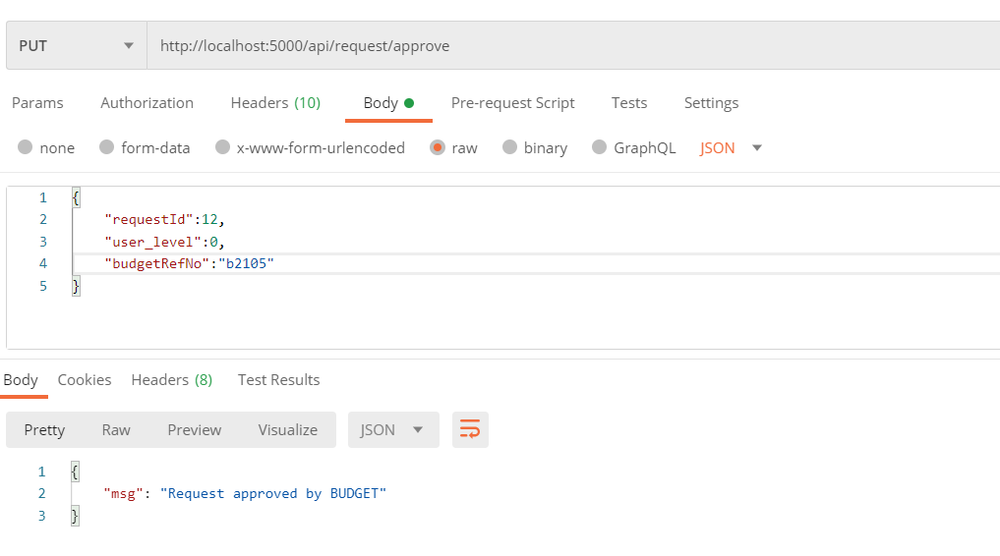 PUT http://localhost:5000/api/request/approve
Params Authorization Headers (10) Body Pre-request Script Tests Settings
none form-data x-www-form-urlencoded raw binary GraphQL JSON
1 {
2 "requestId":12,
3 "user_level":0,
4 "budgetRefNo":"b2105"
5 }
Body Cookies Headers (8) Test Results
Pretty Raw Preview Visualize JSON
1 {
2 "msg": "Request approved by BUDGET"
3 }